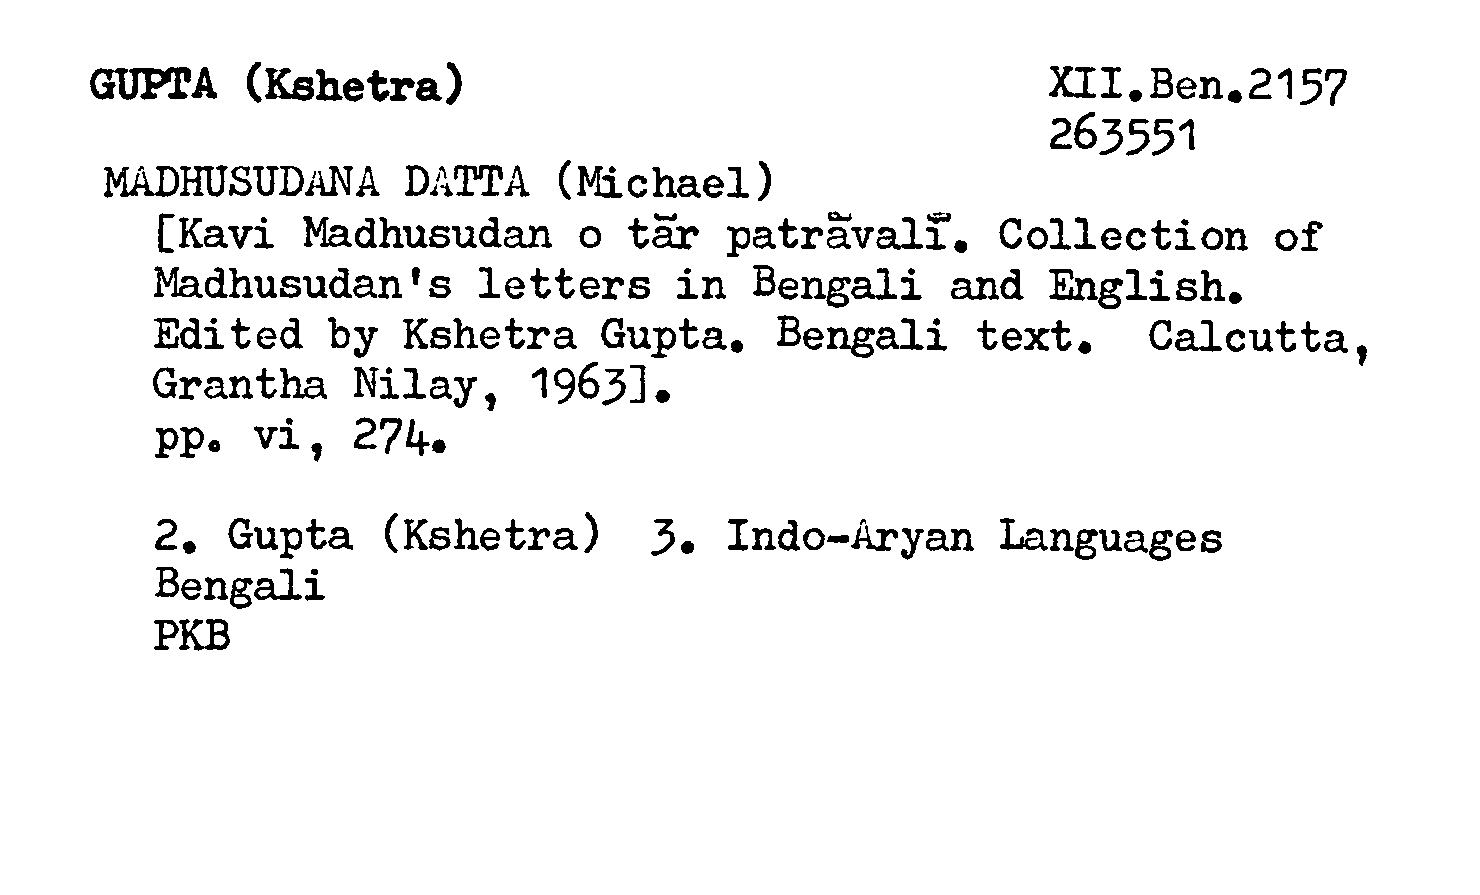 GUPTA (Kshetra) XII.Ben.2157
263551
MADHUSUDANA DATTA (Michael)
[Kavi Madhusudan o tār patrāvalī. Collection of
Madhusudan's letters in Bengali and English.
Edited by Kshetra Gupta. Bengali text. Calcutta,
Grantha Nilay, 1963].
pp. vi, 274.
2. Gupta (Kshetra) 3. Indo-Aryan Languages
Bengali
PKB